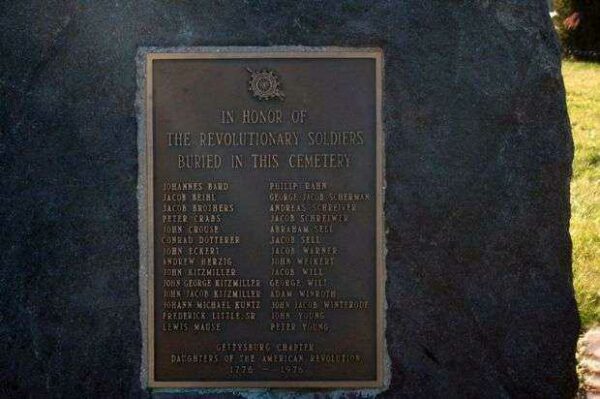 IN HONOR OF
THE REVOLUTIONARY SOLDIERS
BURIED IN THIS CEMETERY
JOHANNES BARD
JACOB BEIHL
JACOB BROTHERS
PETER CRABS
JOHN CROUSE
CONRAD DOTTERER
JOHN ECKERT
ANDREW HERZIG
JOHN KITZMILLER
JOHN GEORGE KITZMILLER
JOHN JACOB KITZMILLER
JOHANN MICHAEL KUNTZ
FREDERICK LITTLE, SR
LEWIS MAUSE
PHILIP RAHN
GEORGE JACOB SCHERMAN
ANDREAS SCHREIVER
JACOB SCHREIWER
ABRAHAM SELL
JACOB SELL
JACOB WARNER
JOHN WEIKERT
JACOB WILL
GEORGE WILT
ADAM WINROTH
JOHN JACOB WINTERODE
JOHN YOUNG
PETER YOUNG
GETTYSBURG CHAPTER
DAUGHTERS OF THE AMERICAN REVOLUTION
1776 - 1976